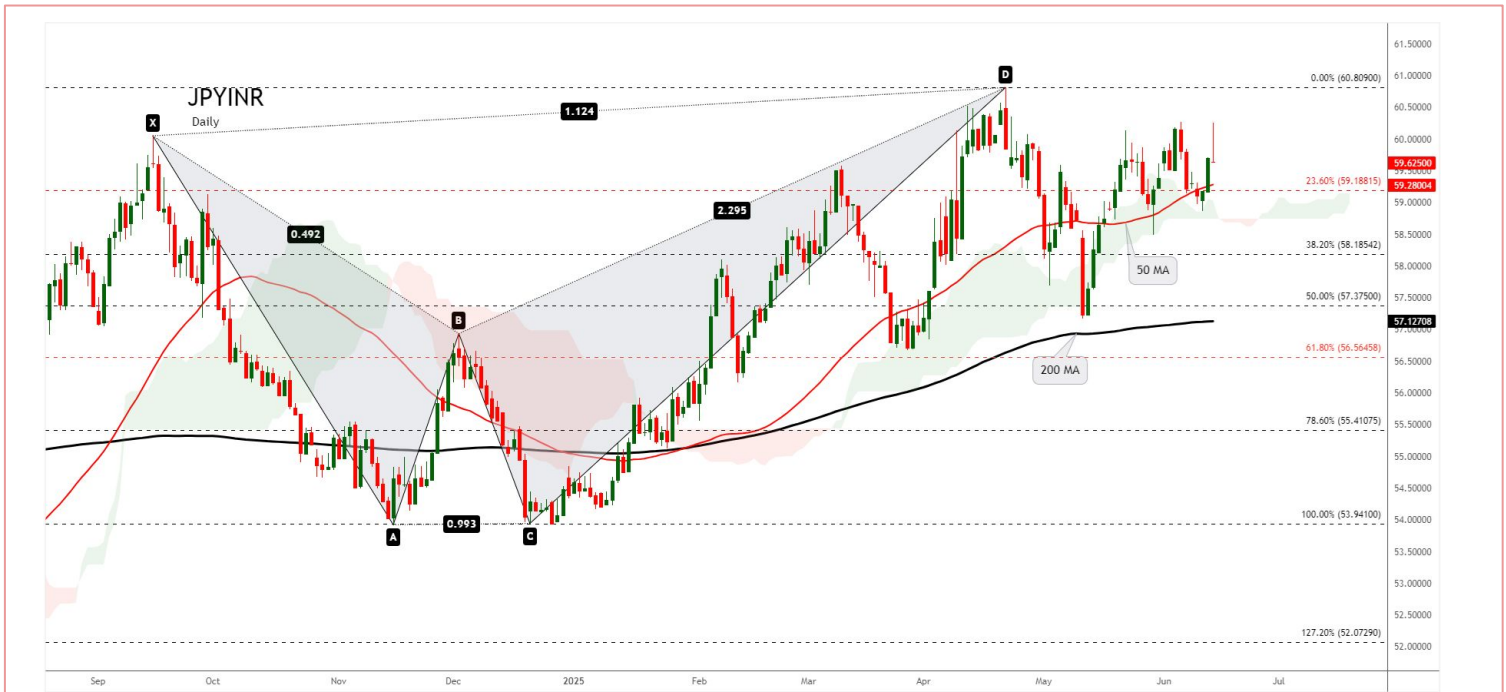 JPYINR
Daily
X
A
B
C
D
1.124
0.492
2.295
0.993
50 MA
200 MA
0.00% (60.80900)
23.60% (59.18815)
38.20% (58.18542)
50.00% (57.37500)
61.80% (56.56458)
78.60% (55.41075)
100.00% (53.94100)
127.20% (52.07290)
61.50000
61.00000
60.50000
60.00000
59.62500
59.50000
59.28004
59.00000
58.50000
58.00000
57.50000
57.12708
57.00000
56.50000
56.00000
55.50000
55.00000
54.50000
54.00000
53.50000
53.00000
52.50000
52.00000
Sep
Oct
Nov
Dec
2025
Feb
Mar
Apr
May
Jun
Jul